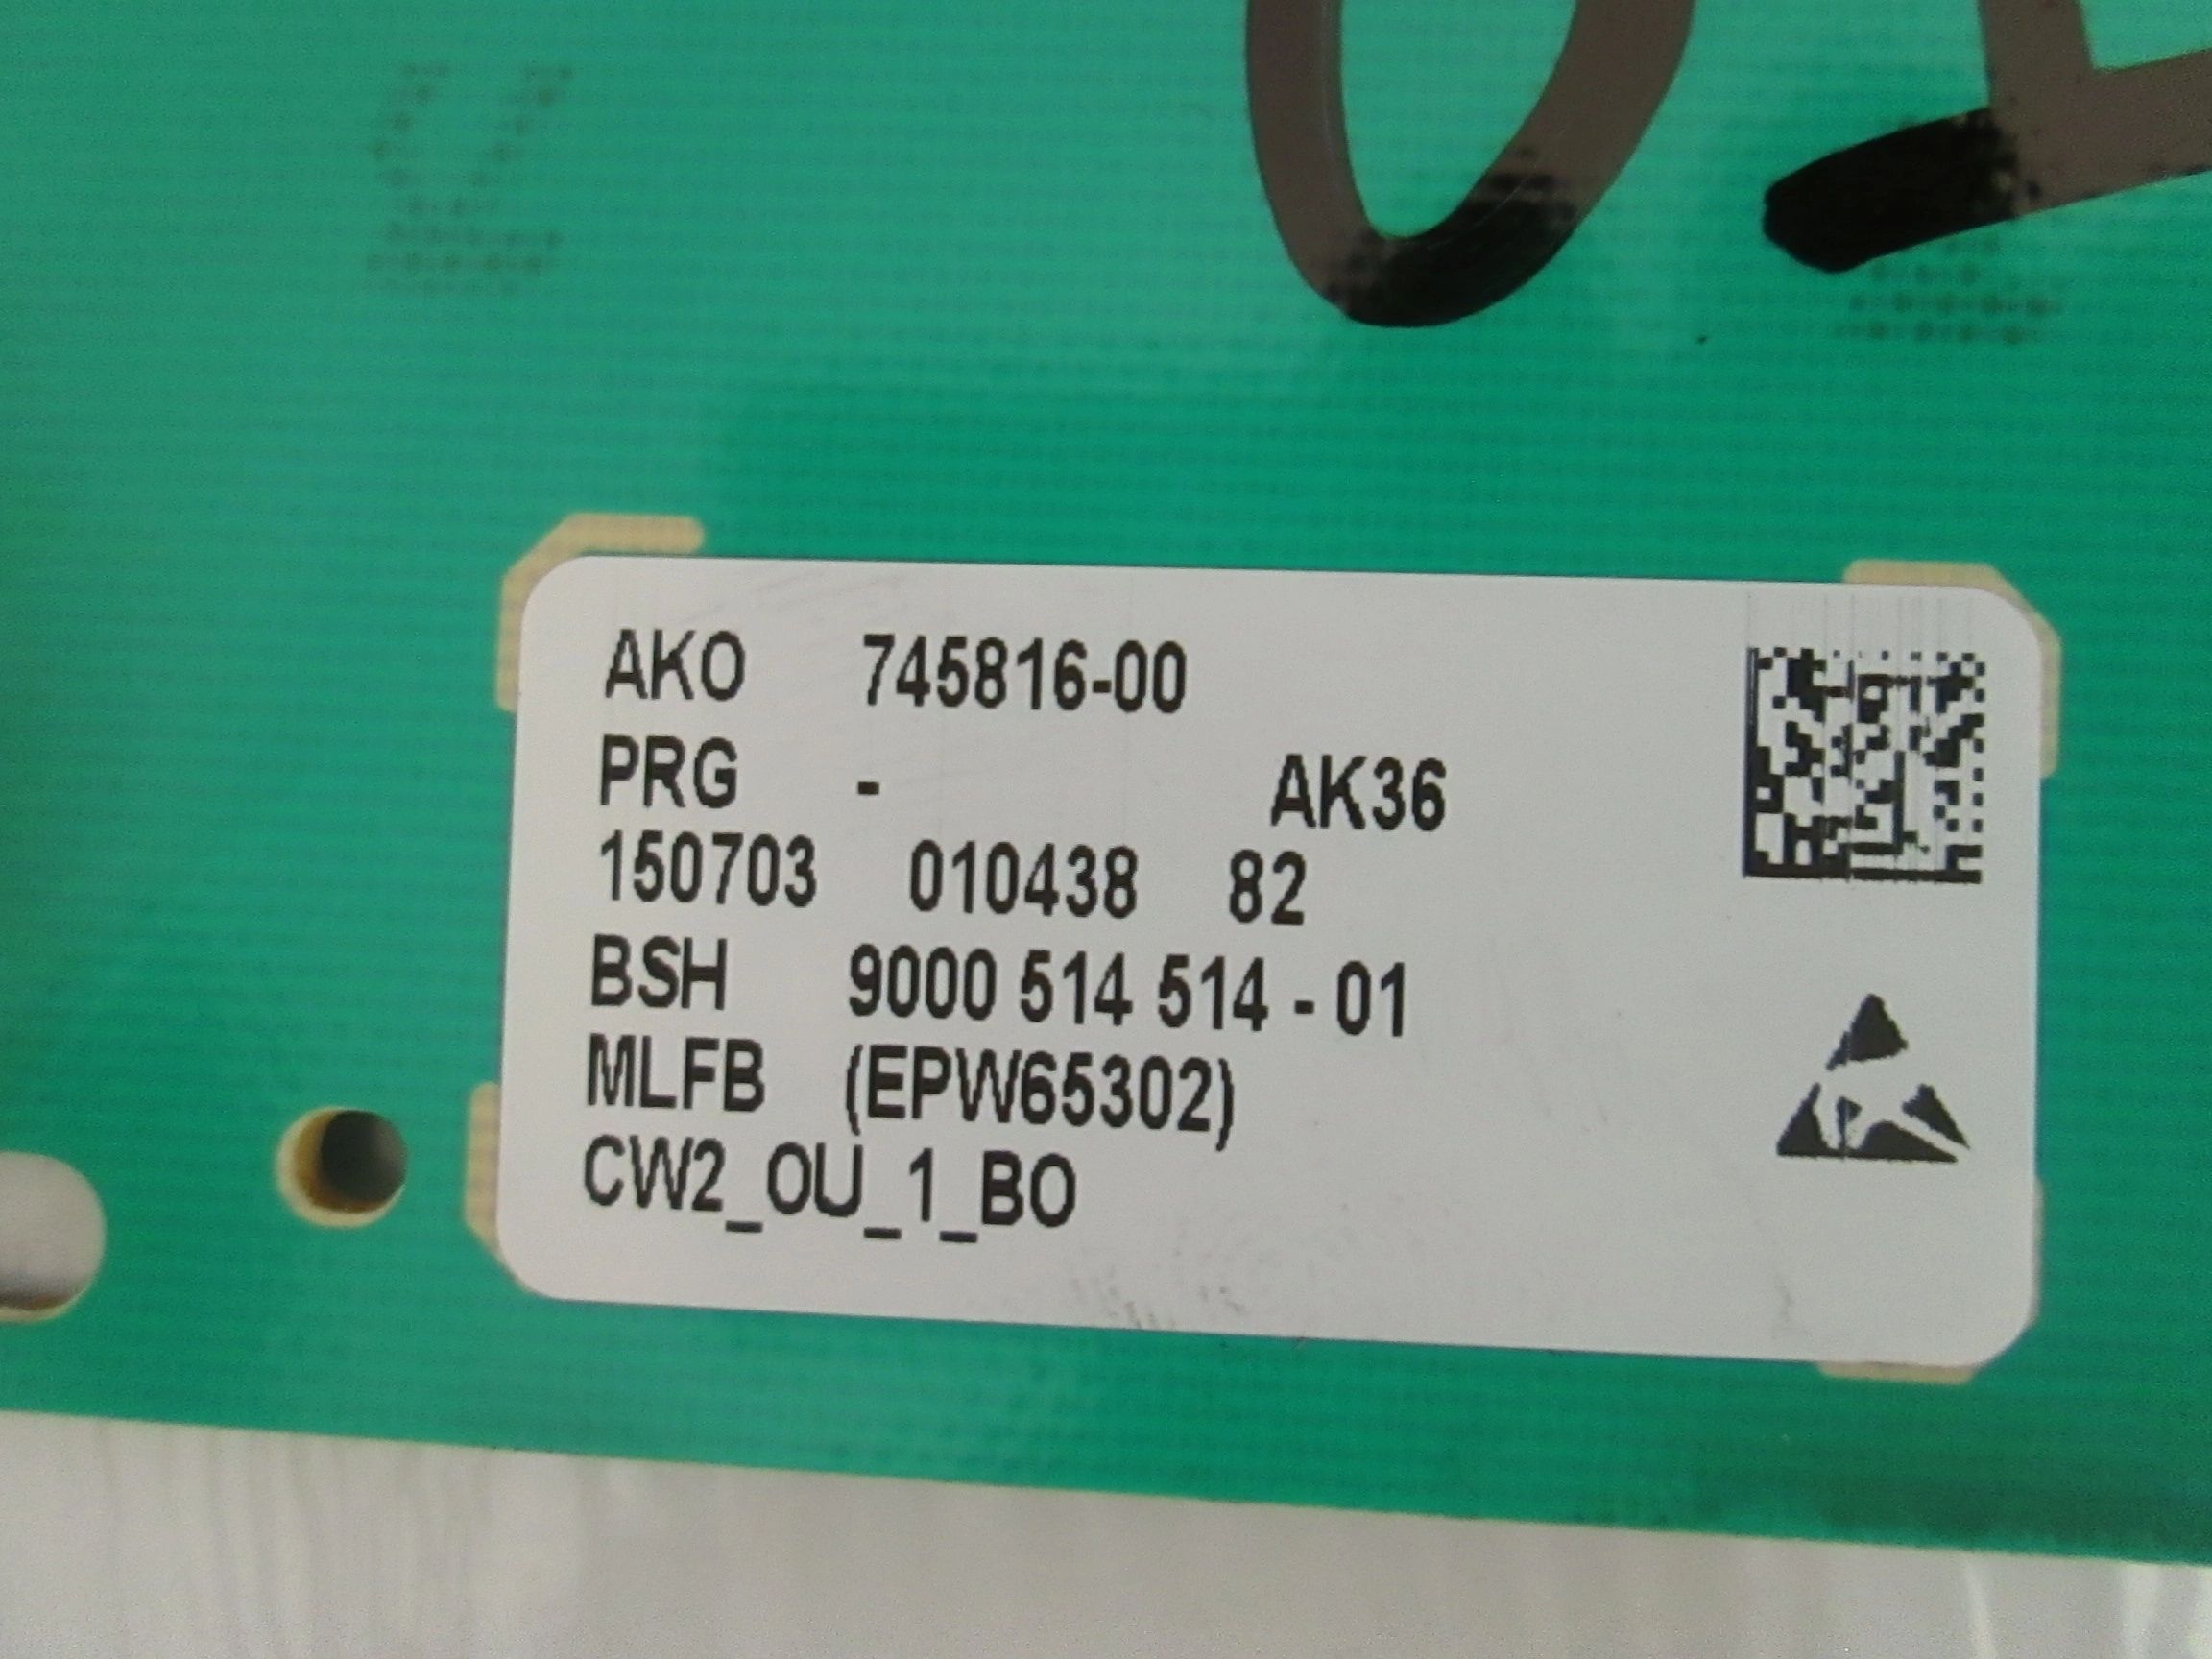 AKO 745816-00
PRG - AK36
150703 010438 82
BSH 9000 514 514 - 01
MLFB (EPW65302)
CW2_OU_1_BO